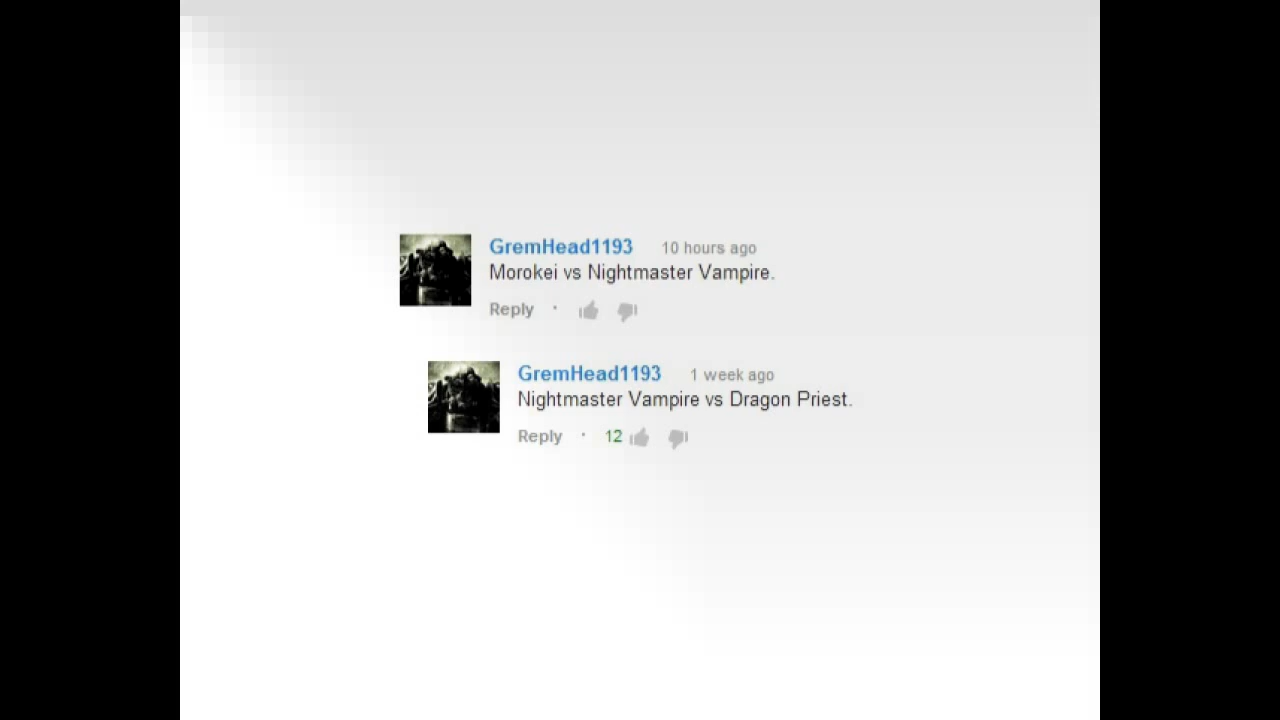 GremHead1193 10 hours ago
Morokei vs Nightmaster Vampire.
Reply ·
GremHead1193 1 week ago
Nightmaster Vampire vs Dragon Priest.
Reply · 12